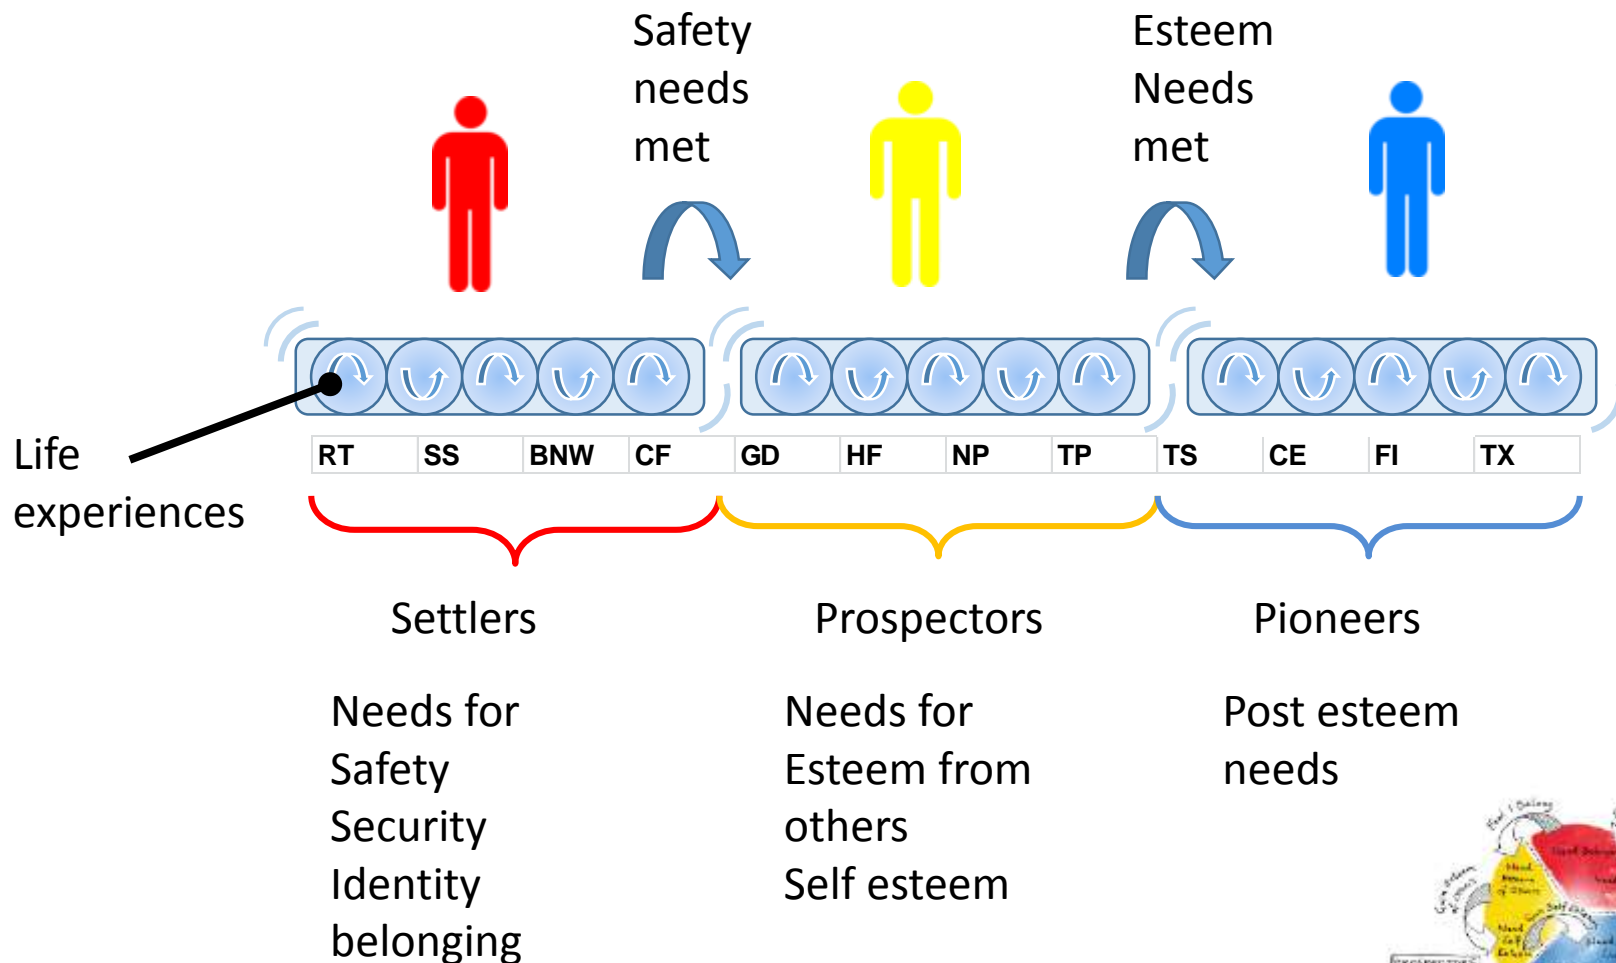 Safety
needs
met
Esteem
Needs
met
Life
experiences
RT SS BNW CF GD HF NP TP TS CE FI TX
Settlers
Prospectors
Pioneers
Needs for
Safety
Security
Identity
belonging
Needs for
Esteem from
others
Self esteem
Post esteem
needs
Need
Self